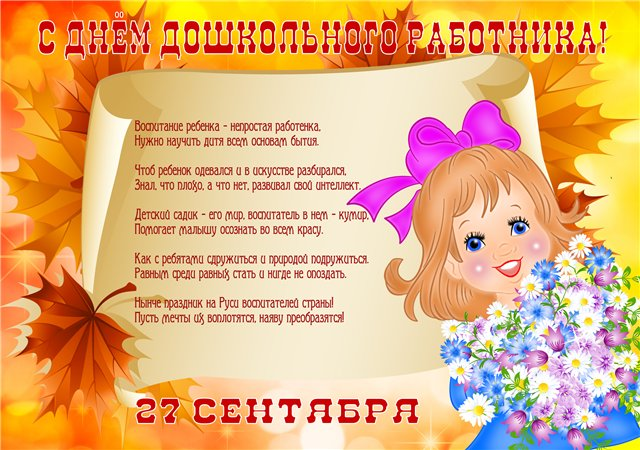 С ДНЁМ ДОШКОЛЬНОГО РАБОТНИКА!
Воспитание ребенка - непростая работенка,
Нужно научить дитя всем основам бытия.
Чтоб ребенок одевался и в искусстве разбирался,
Знал, что плохо, а что нет, развивал свой интеллект.
Детский садик - его мир, воспитатель в нем - кумир.
Помогает малышу осознать во всем красу.
Как с ребятами сдружиться и природой подружиться.
Равным среди равных стать и нигде не опоздать.
Нынче праздник на Руси воспитателей страны!
Пусть мечты их воплотятся, наяву преобразятся!
27 СЕНТЯБРЯ